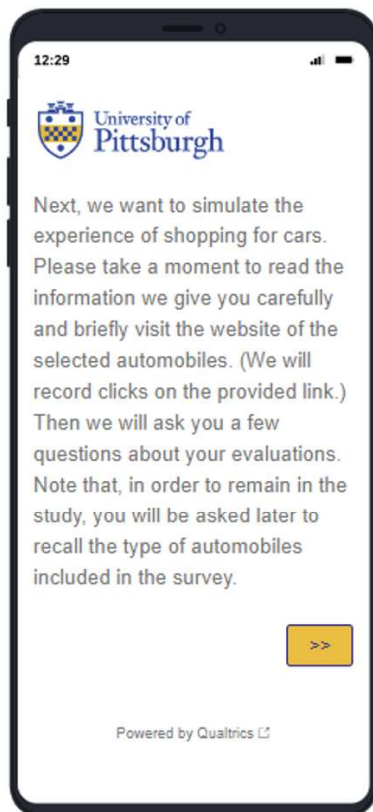 12:29
University of
Pittsburgh
Next, we want to simulate the
experience of shopping for cars.
Please take a moment to read the
information we give you carefully
and briefly visit the website of the
selected automobiles. (We will
record clicks on the provided link.)
Then we will ask you a few
questions about your evaluations.
Note that, in order to remain in the
study, you will be asked later to
recall the type of automobiles
included in the survey.
>>
Powered by Qualtrics